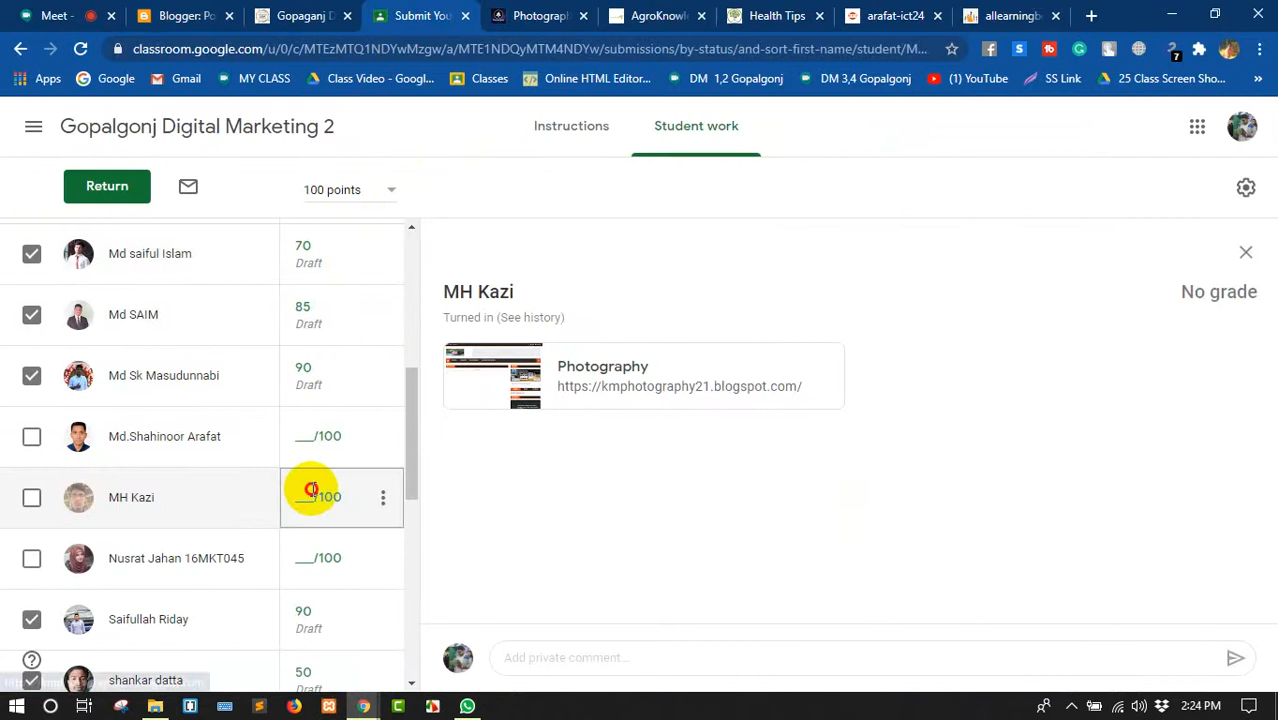 Meet -
Blogger: Po
Gopaganj D
Submit You
Photograph
AgroKnowle
Health Tips
arafat-ict24
allearningb
classroom.google.com/u/0/c/MTEzMTQ1NDYwMzgw/a/MTE1NDQyMTM4NDYw/submissions/by-status/and-sort-first-name/student/M...
7
Apps
Google
Gmail
MY CLASS
Class Video - Googl...
Classes
Online HTML Editor...
DM 1,2 Gopalgonj
DM 3,4 Gopalgonj
(1) YouTube
SS Link
25 Class Screen Sho...
»
Gopalgonj Digital Marketing 2
Instructions
Student work
Return
100 points
Md saiful Islam
70
Draft
Md SAIM
85
Draft
Md Sk Masudunnabi
90
Draft
Md.Shahinoor Arafat
___/100
MH Kazi
___/100
Nusrat Jahan 16MKT045
___/100
Saifullah Riday
90
Draft
shankar datta
50
Draft
MH Kazi
No grade
Turned in (See history)
Photography
https://kmphotography21.blogspot.com/
Add private comment...
2:24 PM